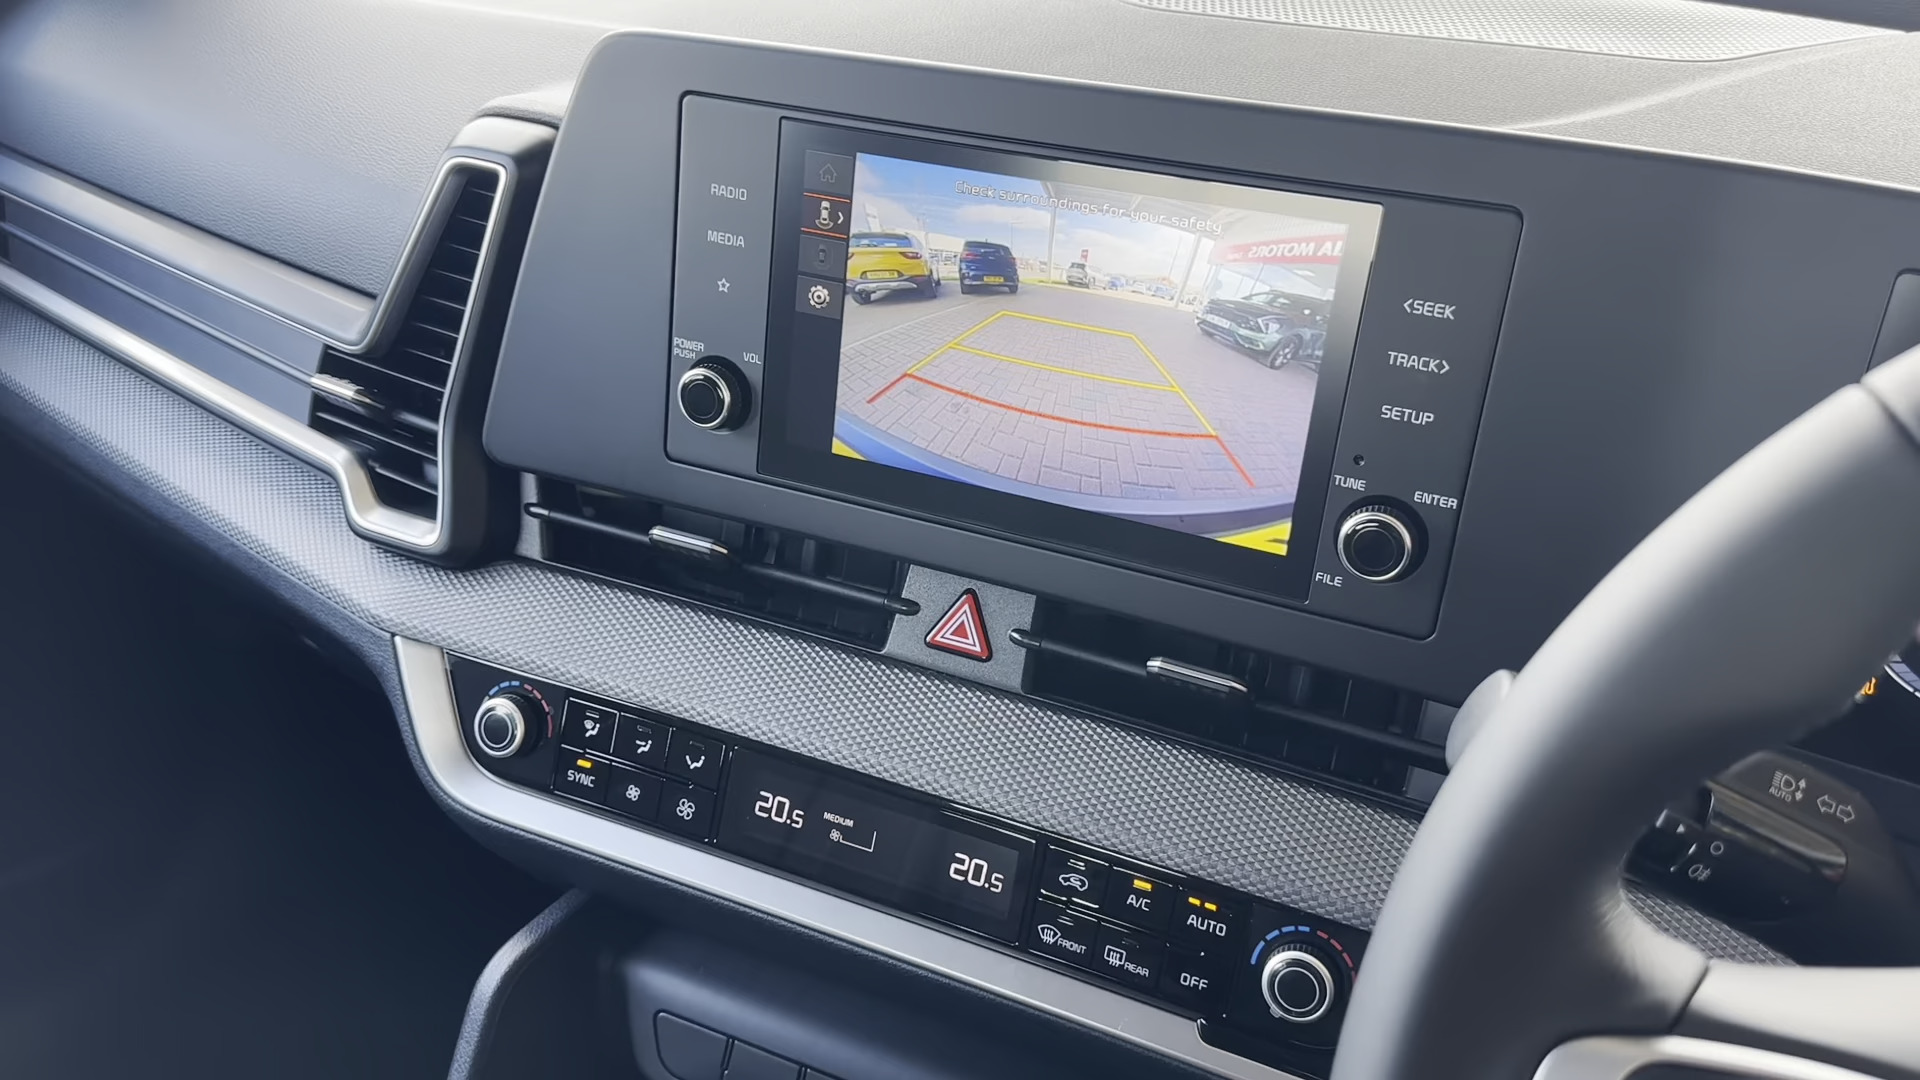 RADIO
MEDIA
POWER
PUSH
VOL
Check surroundings for your safety
MOTORS
<SEEK
TRACK>
SETUP
TUNE
ENTER
FILE
SYNC
20.5
MEDIUM
20.5
A/C
AUTO
FRONT
REAR
OFF
AUTO